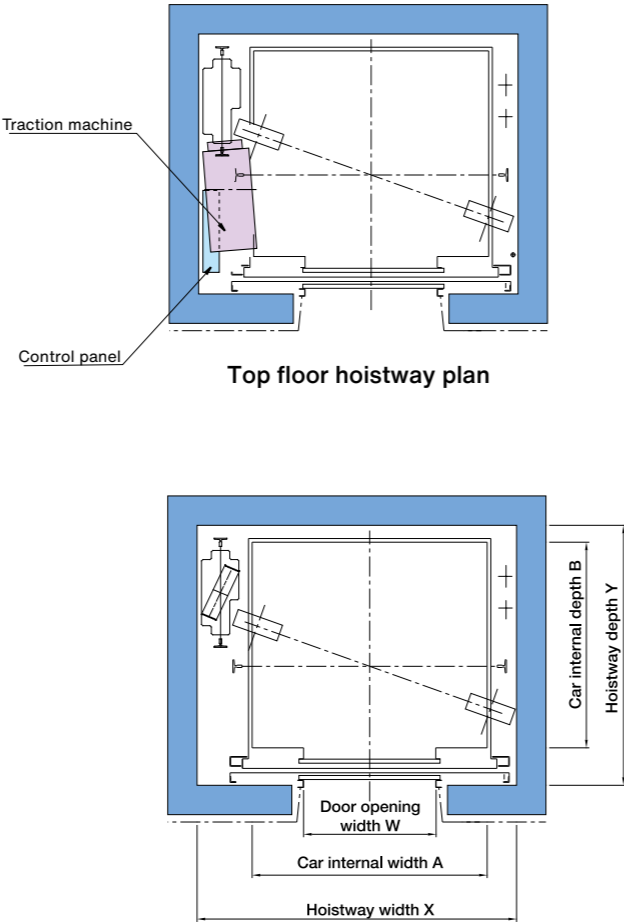 Traction machine
Control panel
Top floor hoistway plan
Car internal depth B
Hoistway depth Y
Door opening
width W
Car internal width A
Hoistway width X